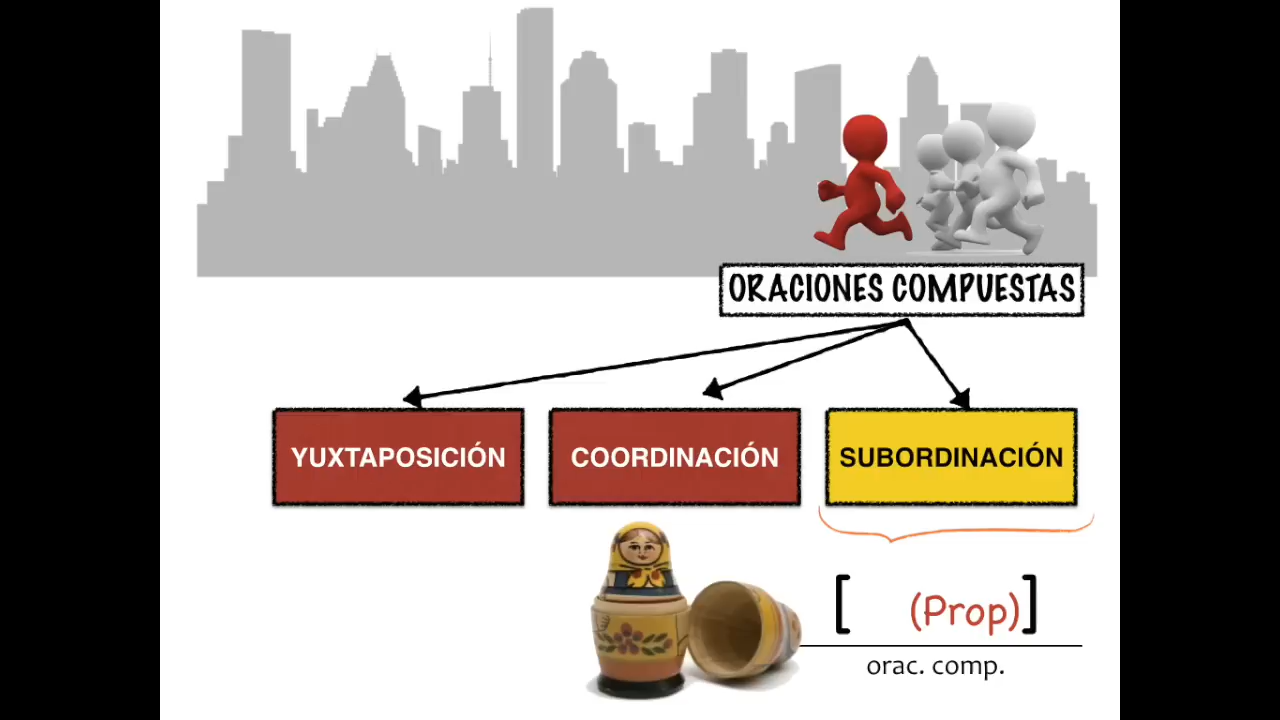 ORACIONES COMPUESTAS
YUXTAPOSICIÓN
COORDINACIÓN
SUBORDINACIÓN
[ (Prop)]
orac. comp.